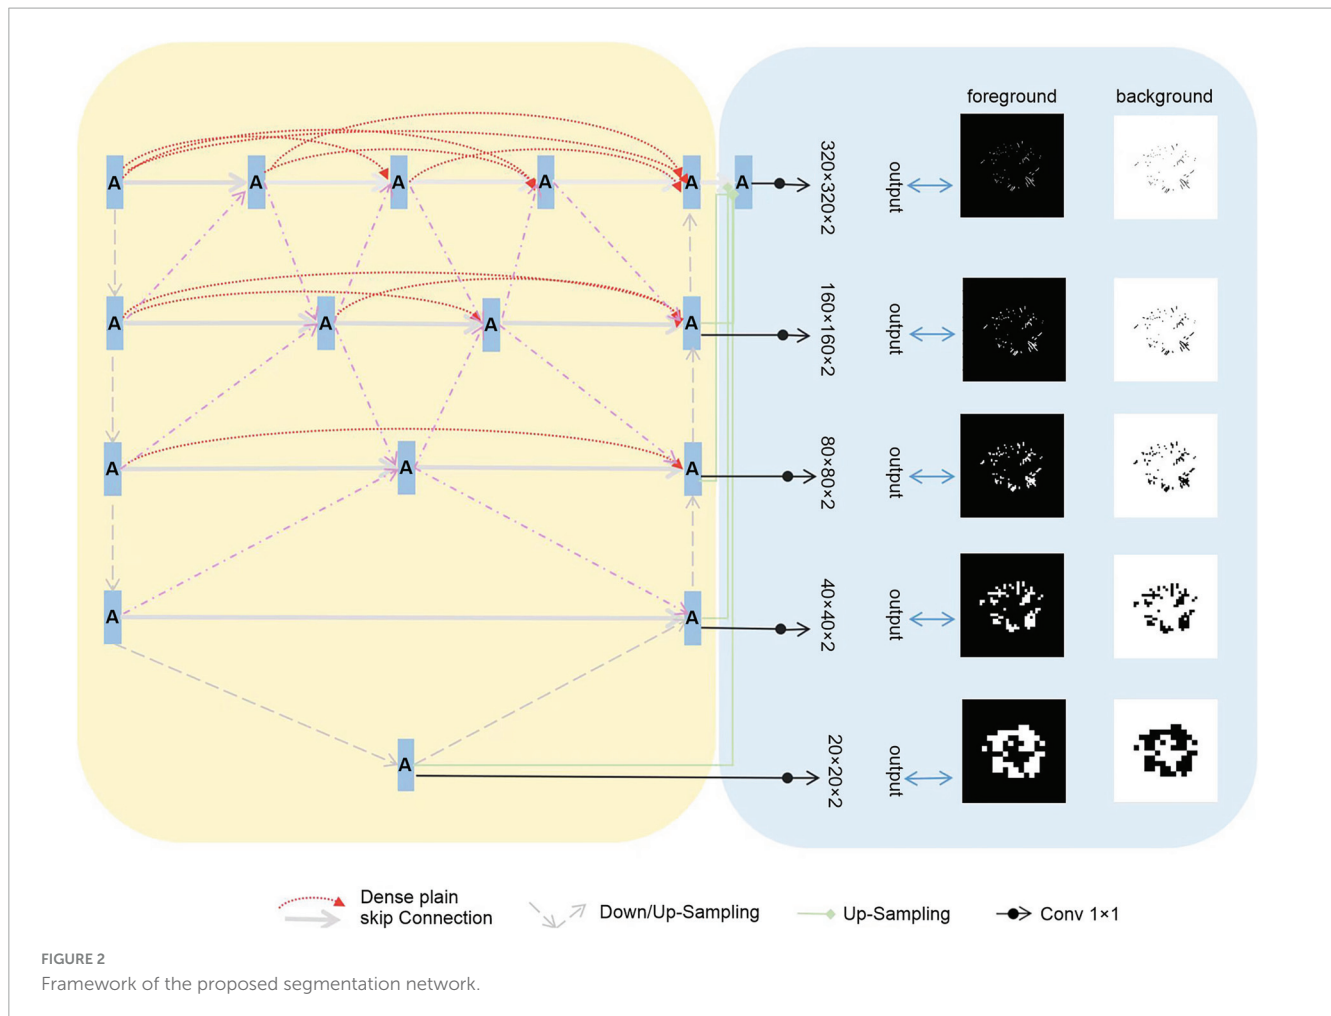 foreground background
A A A A A A 320×320×2 output
A A A A 160×160×2 output
A A A 80×80×2 output
A A 40×40×2 output
A 20×20×2 output
Dense plain
skip Connection
Down/Up-Sampling
Up-Sampling
Conv 1×1
FIGURE 2
Framework of the proposed segmentation network.